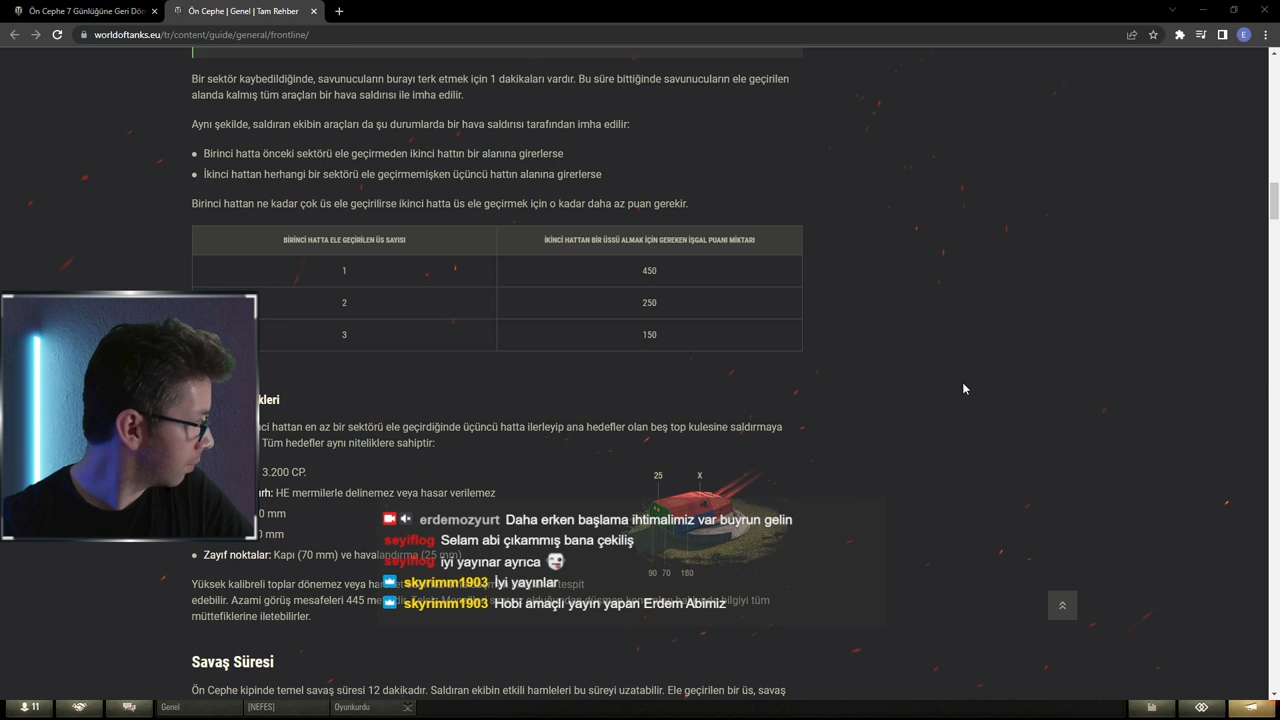 Ön Cephe 7 Günlüğüne Geri Dön
Ön Cephe | Genel | Tam Rehber
worldoftanks.eu/tr/content/guide/general/frontline/
E
Bir sektör kaybedildiğinde, savunucuların burayı terk etmek için 1 dakikaları vardır. Bu süre bittiğinde savunucuların ele geçirilen
alanda kalmış tüm araçları bir hava saldırısı ile imha edilir.
Aynı şekilde, saldıran ekibin araçları da şu durumlarda bir hava saldırısı tarafından imha edilir:
Birinci hatta önceki sektörü ele geçirmeden ikinci hattın bir alanına girerlerse
İkinci hattan herhangi bir sektörü ele geçirmemişken üçüncü hattın alanına girerlerse
Birinci hattan ne kadar çok üs ele geçirilirse ikinci hatta üs ele geçirmek için o kadar daha az puan gerekir.
BİRİNCİ HATTA ELE GEÇİRİLEN ÜS SAYISI
İKİNCİ HATTAN BİR ÜSSÜ ALMAK İÇİN GEREKEN İŞGAL PUANI MİKTARI
1
450
2
250
3
150
kleri
nci hattan en az bir sektörü ele geçirdiğinde üçüncü hatta ilerleyip ana hedefler olan beş top kulesine saldırmaya
Tüm hedefler aynı niteliklere sahiptir:
3.200 CP.
rh: HE mermilerle delinemez veya hasar verilemez
0 mm
0 mm
Zayıf noktalar: Kapı (70 mm) ve havalandırma (25 mm)
25
X
90 70 180
erdemozyurt Daha erken başlama ihtimalimiz var buyrun gelin
seyiflog Selam abi çıkammış bana çekiliş
seyiflog iyi yayınar ayrıca
skyrimm1903 İyi yayınlar
skyrimm1903 Hobi amaçlı yayın yapan Erdem Abimiz
Yüksek kalibreli toplar dönemez veya
tespit
edebilir. Azami görüş mesafeleri 445
bilgiyi tüm
müttefiklerine iletebilirler.
Savaş Süresi
Ön Cephe kipinde temel savaş süresi 12 dakikadır. Saldıran ekibin etkili hamleleri bu süreyi uzatabilir. Ele geçirilen bir üs, savaş
11
Genel
[NEFES]
Oyunkurdu